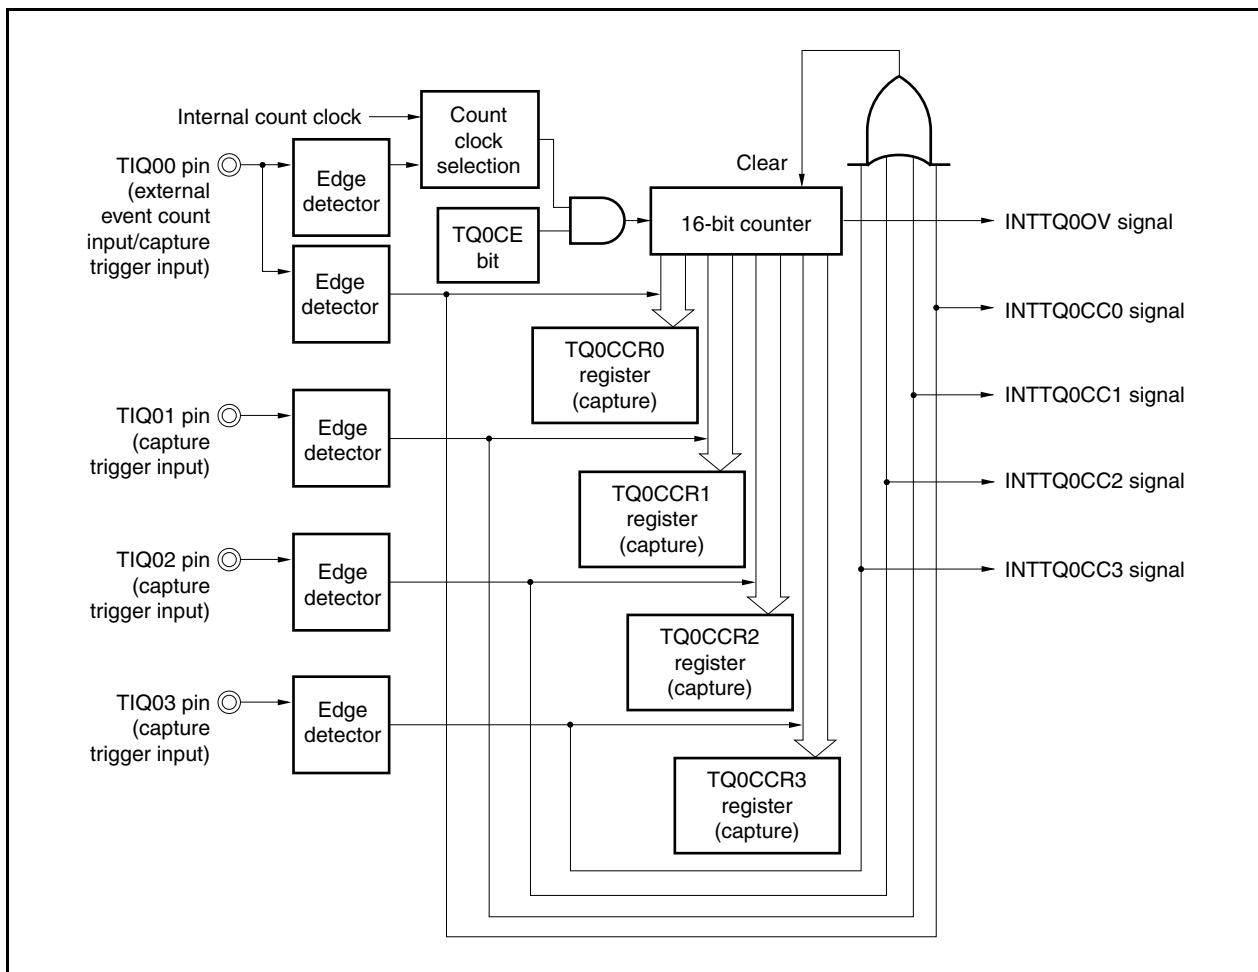 Internal count clock
Count
clock
selection
TIQ00 pin
(external
event count
input/capture
trigger input)
Edge
detector
TQ0CE
bit
Edge
detector
Clear
16-bit counter
INTTQ0OV signal
INTTQ0CC0 signal
TQ0CCR0
register
(capture)
TIQ01 pin
(capture
trigger input)
Edge
detector
INTTQ0CC1 signal
TQ0CCR1
register
(capture)
INTTQ0CC2 signal
TIQ02 pin
(capture
trigger input)
Edge
detector
INTTQ0CC3 signal
TQ0CCR2
register
(capture)
TIQ03 pin
(capture
trigger input)
Edge
detector
TQ0CCR3
register
(capture)